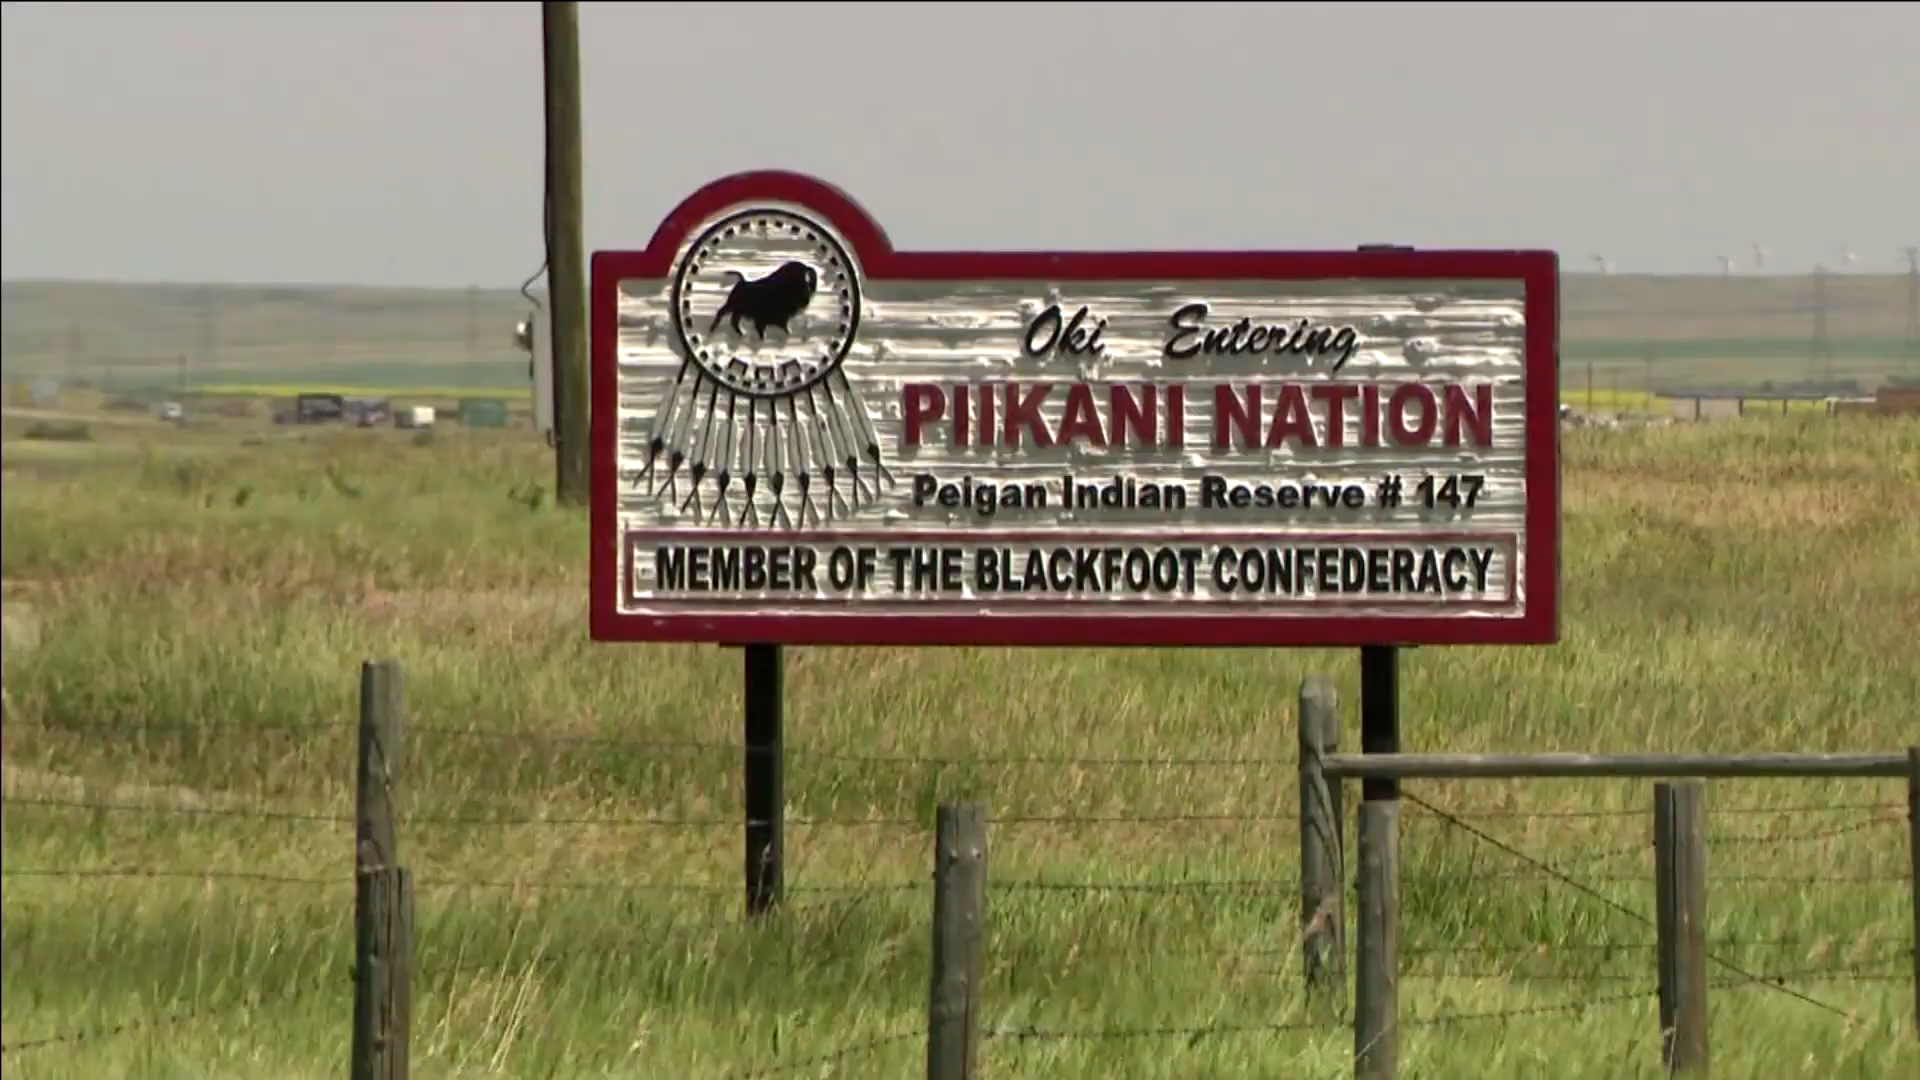 Oki Entering
PIIKANI NATION
Peigan Indian Reserve # 147
MEMBER OF THE BLACKFOOT CONFEDERACY